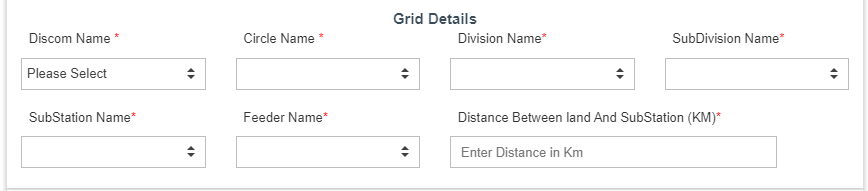 Grid Details
Discom Name * Circle Name * Division Name* SubDivision Name*
Please Select
SubStation Name* Feeder Name* Distance Between land And SubStation (KM)*
Enter Distance in Km